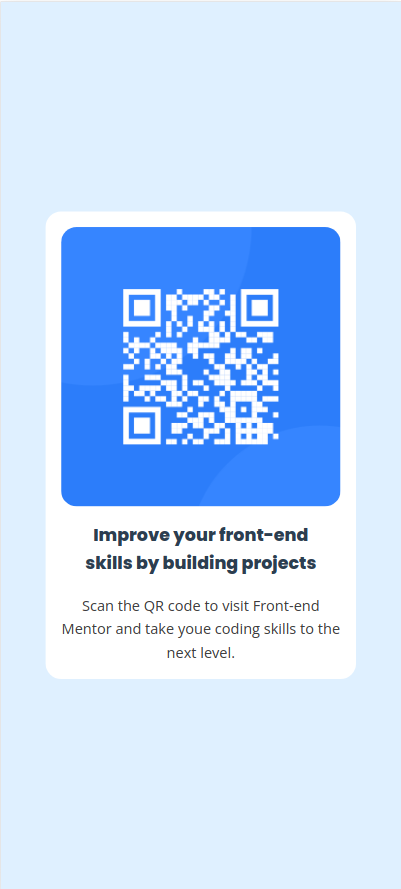 Improve your front-end
skills by building projects
Scan the QR code to visit Front-end
Mentor and take youe coding skills to the
next level.